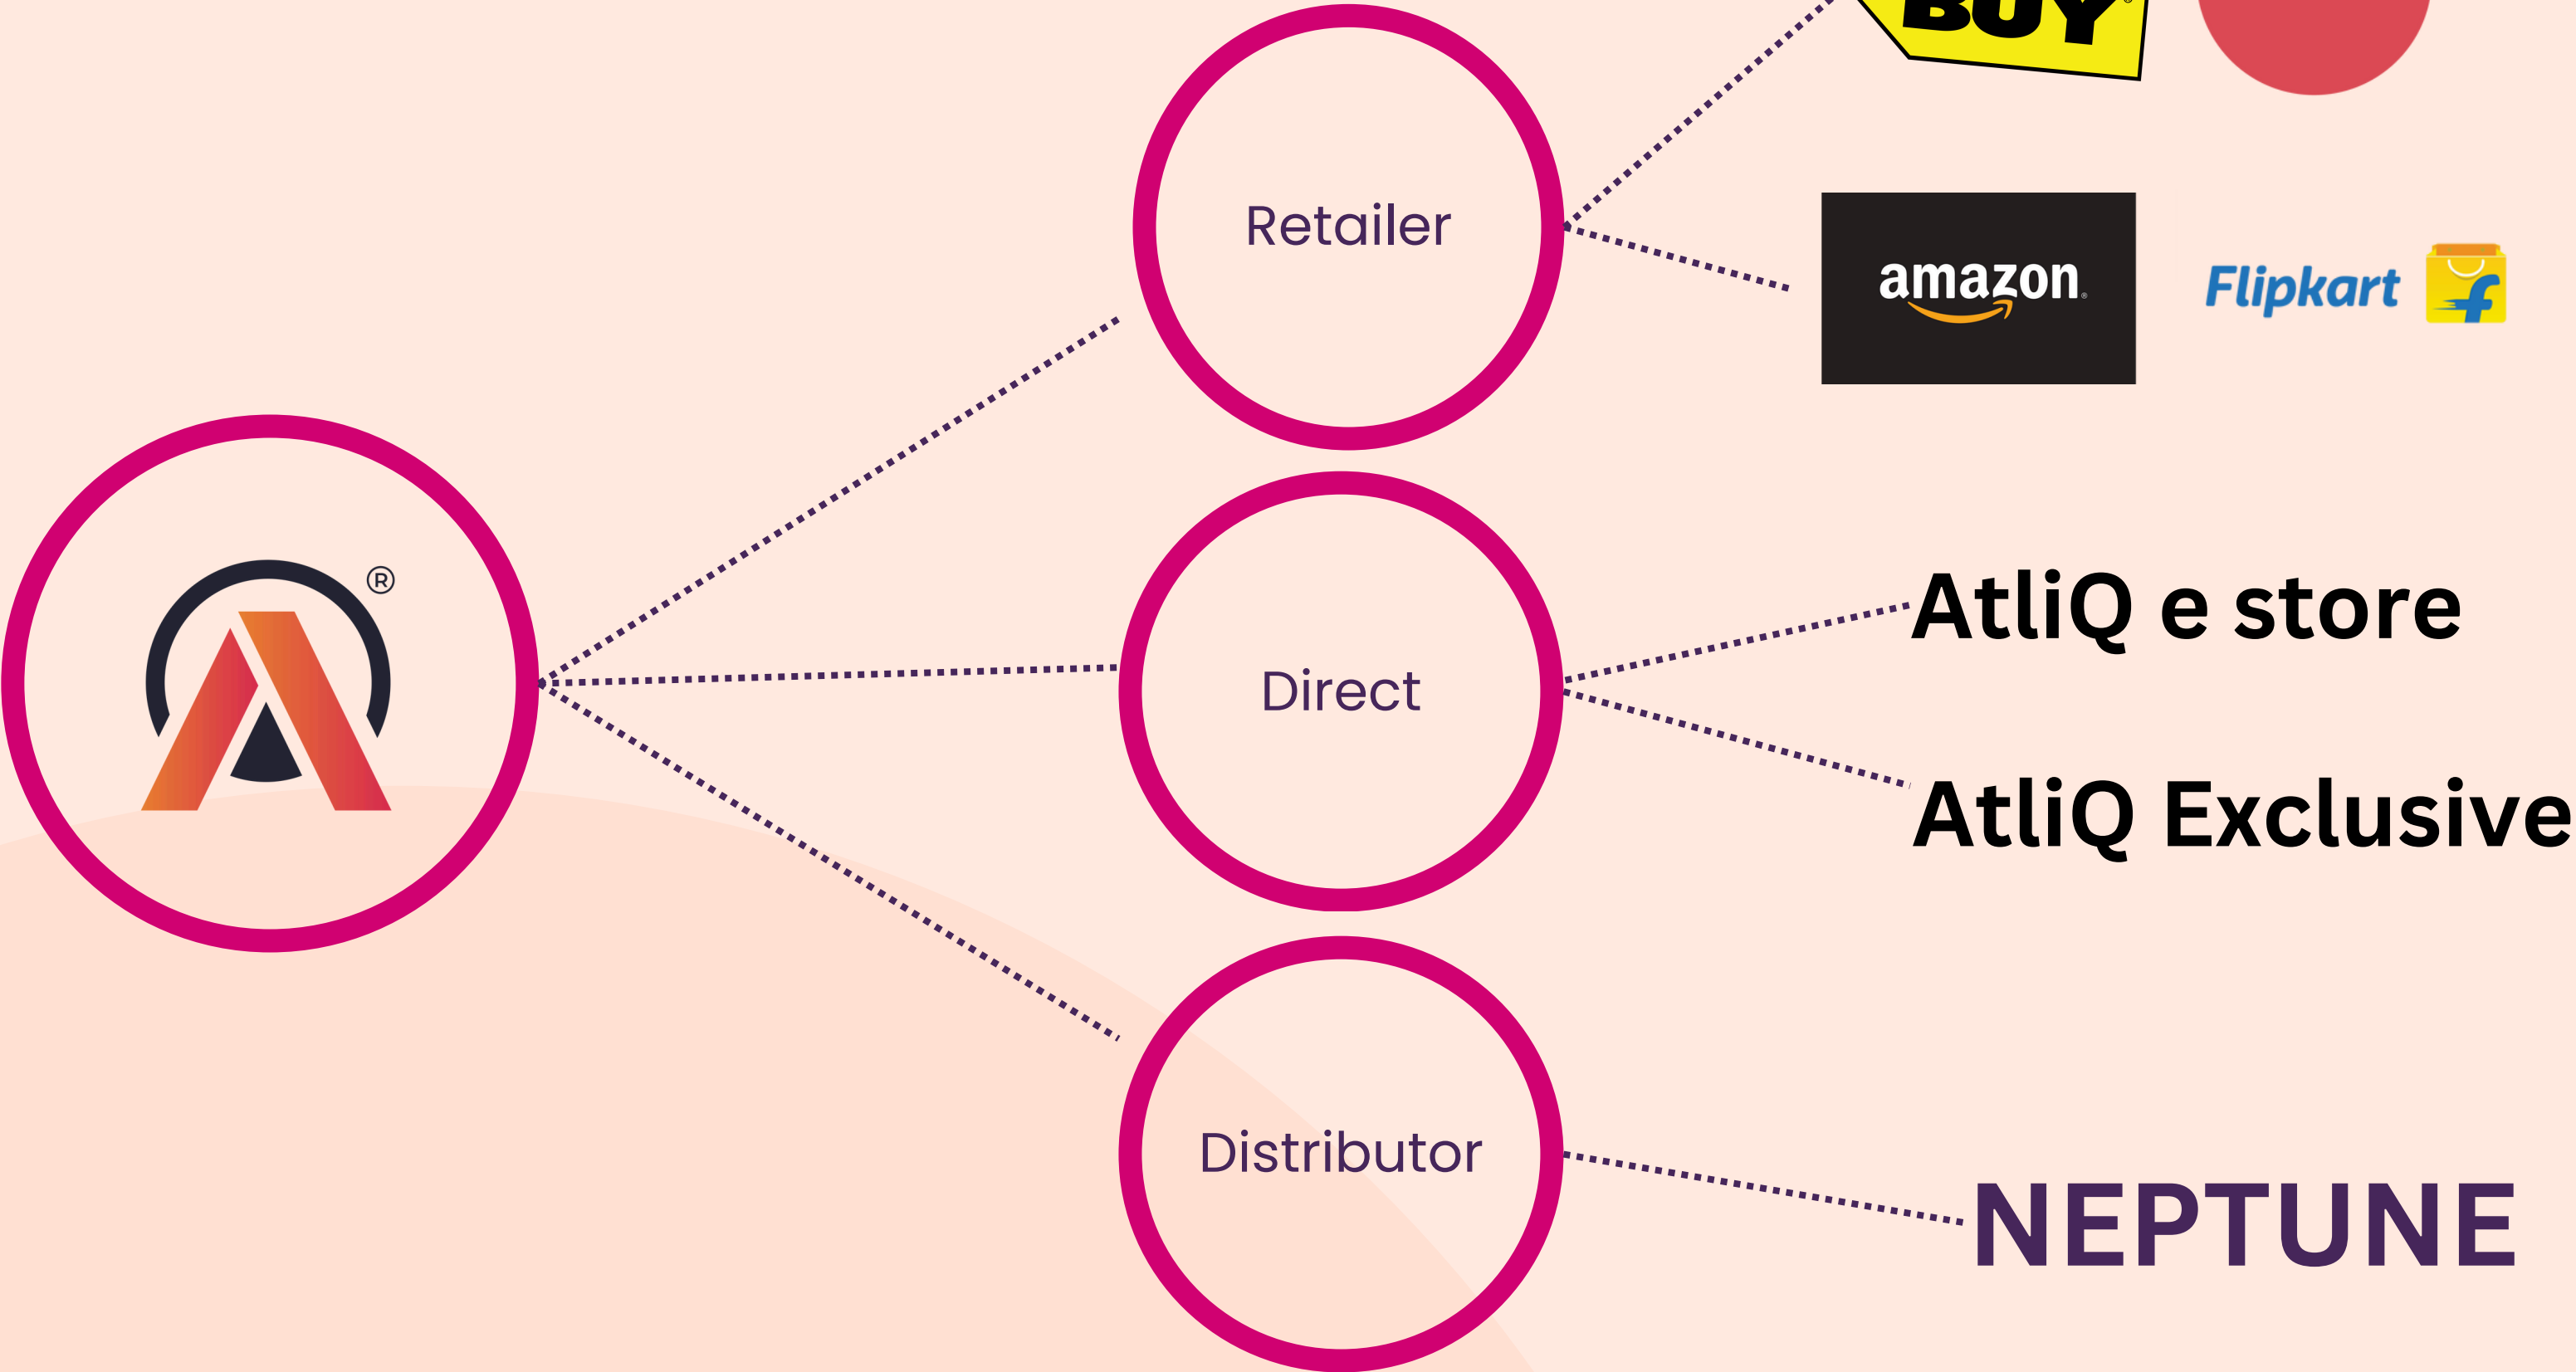 BUY
Retailer
amazon
Flipkart
®
AtliQ e store
Direct
AtliQ Exclusive
Distributor
NEPTUNE